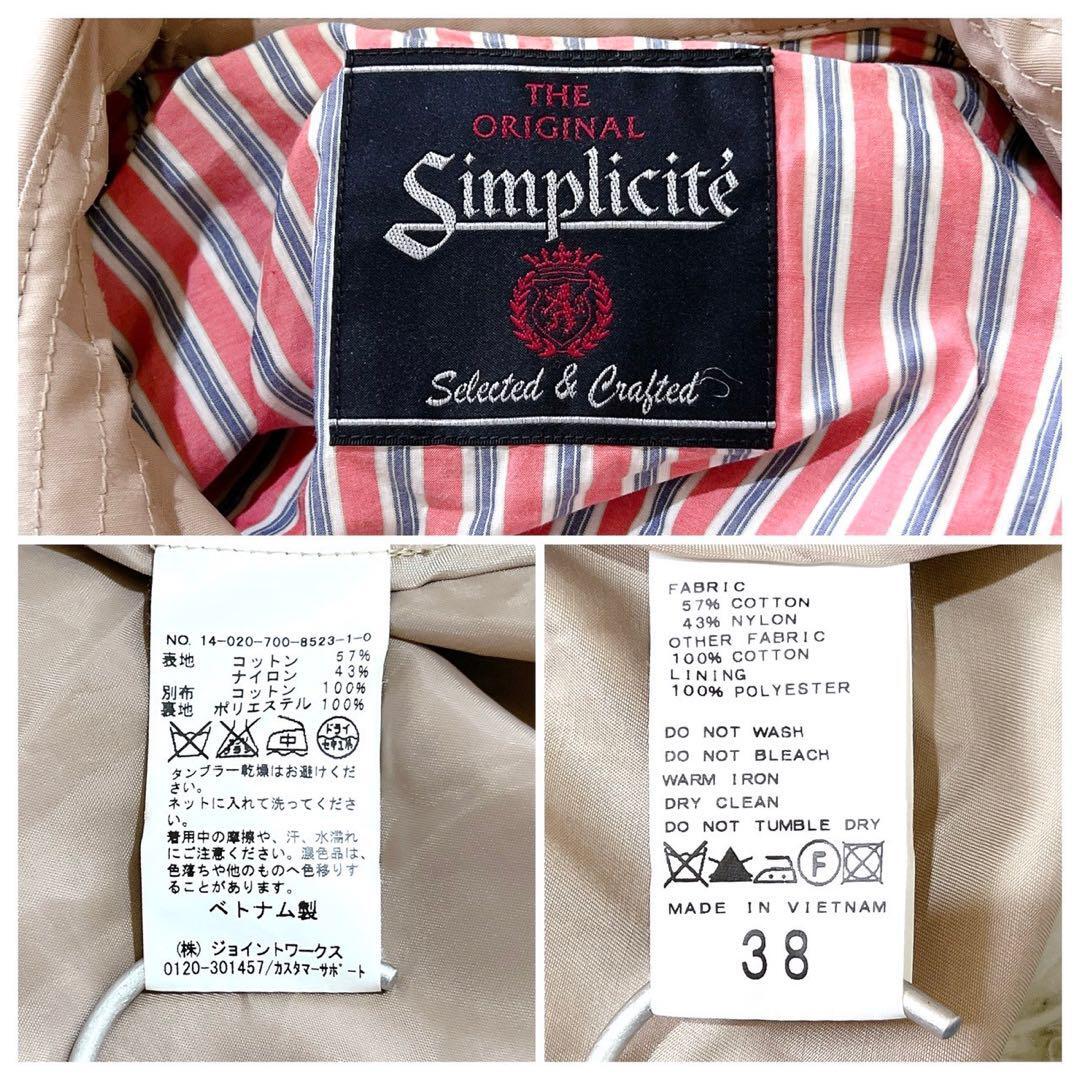 THE
ORIGINAL
Simplicité
Selected & Crafted
NO. 14-020-700-8523-1-0
表地 コットン 57%
ナイロン 43%
別布 コットン 100%
裏地 ポリエステル 100%
中 ドライ セキユ系
タンブラー乾燥はお避けくだ
さい。
ネットに入れて洗ってくださ
い。
着用中の摩擦や、汗、水濡れ
にご注意ください。濃色品は、
色落ちや他のものへ色移りす
ることがあります。
ベトナム製
(株) ジョイントワークス
0120-301457/カスタマーサポート
FABRIC
57% COTTON
43% NYLON
OTHER FABRIC
100% COTTON
LINING
100% POLYESTER
DO NOT WASH
DO NOT BLEACH
WARM IRON
DRY CLEAN
DO NOT TUMBLE DRY
F
MADE IN VIETNAM
38